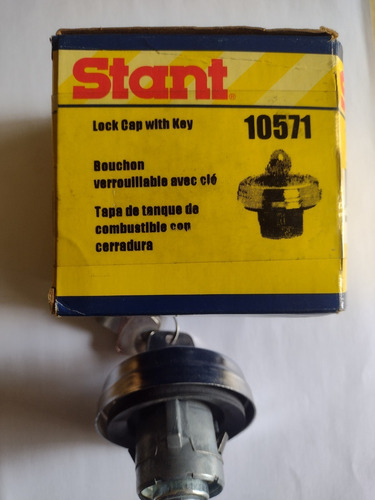 Stant
Lock Cap with Key
10571
Bouchon
verrouillable avec clé
Tapa de tanque de
combustible con
cerradura